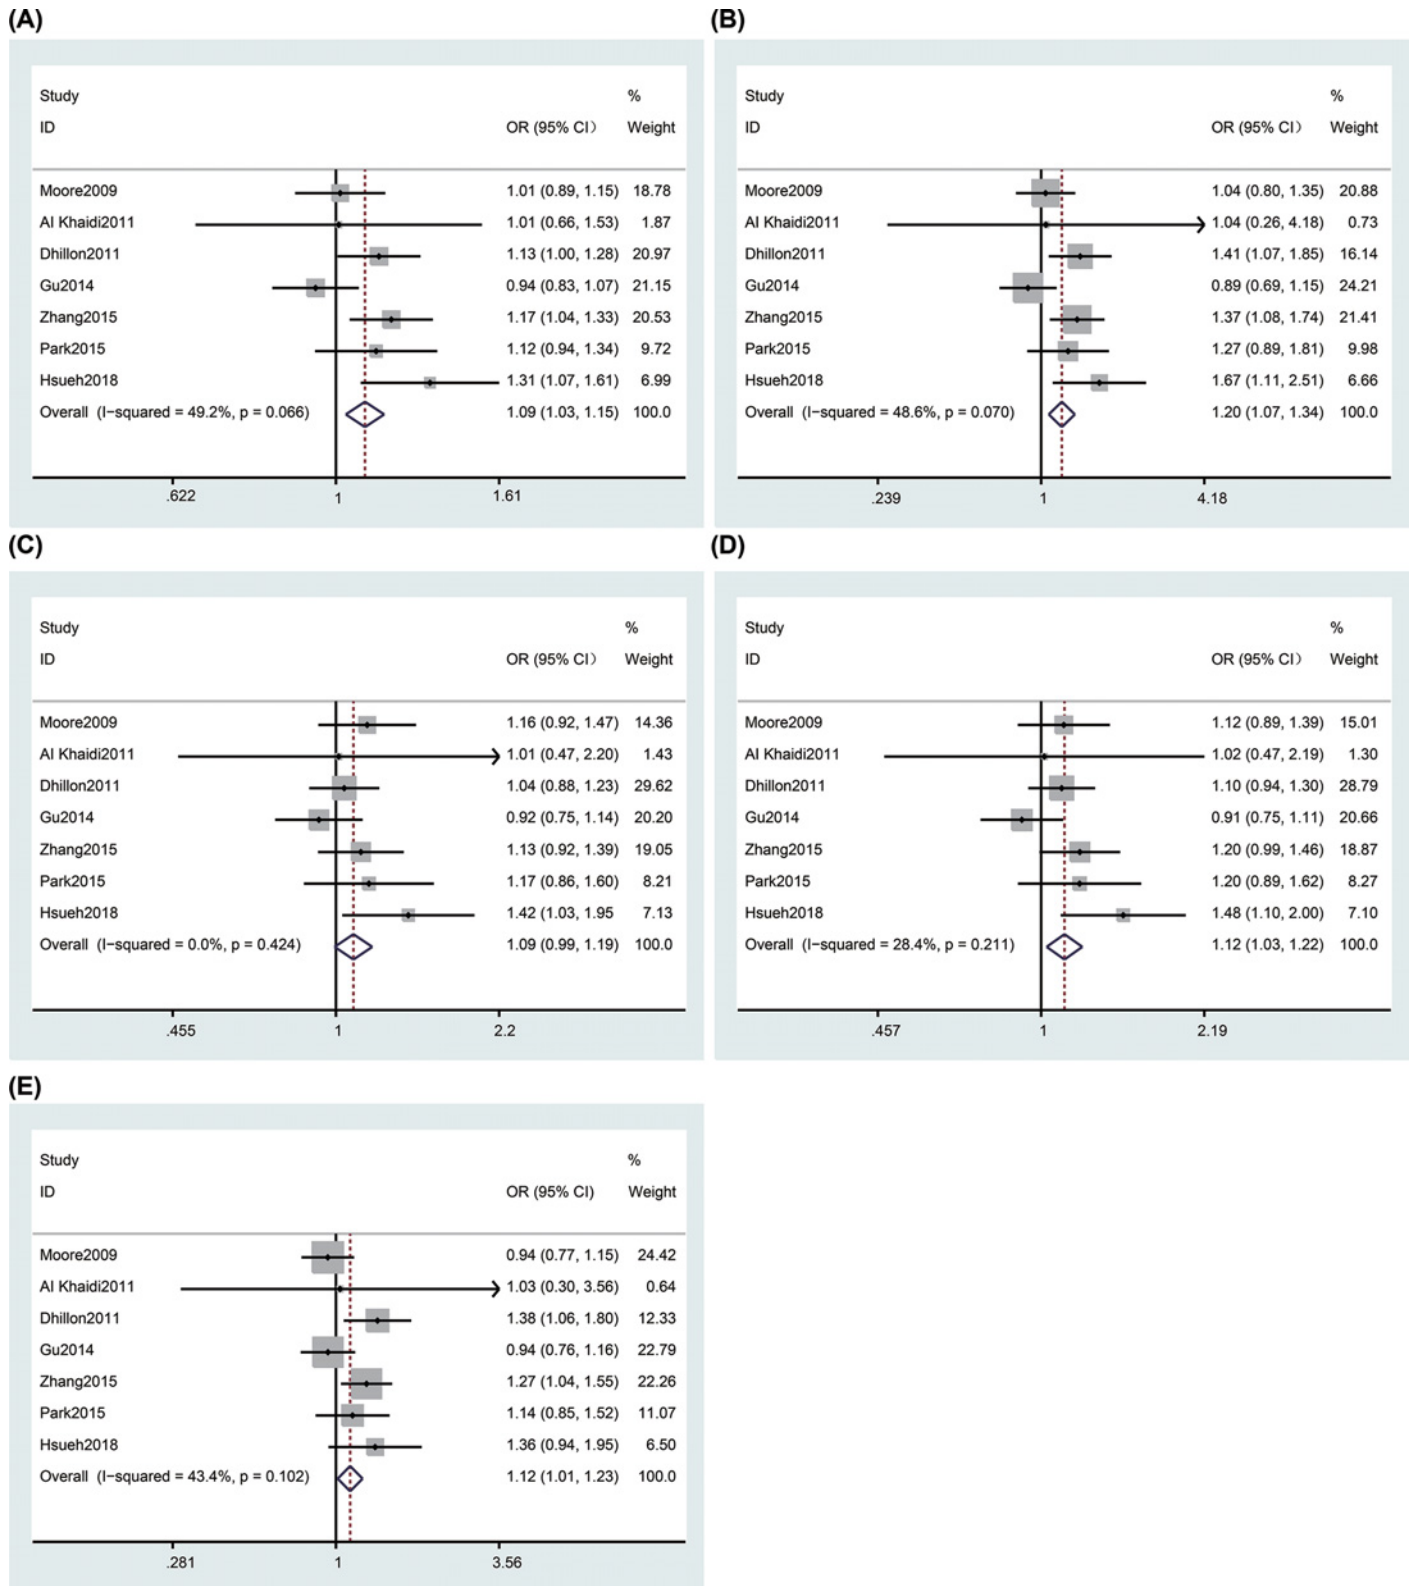 (A)
Study %
ID OR (95% CI) Weight
Moore2009 1.01 (0.89, 1.15) 18.78
Al Khaidi2011 1.01 (0.66, 1.53) 1.87
Dhillon2011 1.13 (1.00, 1.28) 20.97
Gu2014 0.94 (0.83, 1.07) 21.15
Zhang2015 1.17 (1.04, 1.33) 20.53
Park2015 1.12 (0.94, 1.34) 9.72
Hsueh2018 1.31 (1.07, 1.61) 6.99
Overall (I−squared = 49.2%, p = 0.066) 1.09 (1.03, 1.15) 100.0
.622 1 1.61
(B)
Study %
ID OR (95% CI) Weight
Moore2009 1.04 (0.80, 1.35) 20.88
Al Khaidi2011 1.04 (0.26, 4.18) 0.73
Dhillon2011 1.41 (1.07, 1.85) 16.14
Gu2014 0.89 (0.69, 1.15) 24.21
Zhang2015 1.37 (1.08, 1.74) 21.41
Park2015 1.27 (0.89, 1.81) 9.98
Hsueh2018 1.67 (1.11, 2.51) 6.66
Overall (I−squared = 48.6%, p = 0.070) 1.20 (1.07, 1.34) 100.0
.239 1 4.18
(C)
Study %
ID OR (95% CI) Weight
Moore2009 1.16 (0.92, 1.47) 14.36
Al Khaidi2011 1.01 (0.47, 2.20) 1.43
Dhillon2011 1.04 (0.88, 1.23) 29.62
Gu2014 0.92 (0.75, 1.14) 20.20
Zhang2015 1.13 (0.92, 1.39) 19.05
Park2015 1.17 (0.86, 1.60) 8.21
Hsueh2018 1.42 (1.03, 1.95 7.13
Overall (I−squared = 0.0%, p = 0.424) 1.09 (0.99, 1.19) 100.0
.455 1 2.2
(D)
Study %
ID OR (95% CI) Weight
Moore2009 1.12 (0.89, 1.39) 15.01
Al Khaidi2011 1.02 (0.47, 2.19) 1.30
Dhillon2011 1.10 (0.94, 1.30) 28.79
Gu2014 0.91 (0.75, 1.11) 20.66
Zhang2015 1.20 (0.99, 1.46) 18.87
Park2015 1.20 (0.89, 1.62) 8.27
Hsueh2018 1.48 (1.10, 2.00) 7.10
Overall (I−squared = 28.4%, p = 0.211) 1.12 (1.03, 1.22) 100.0
.457 1 2.19
(E)
Study %
ID OR (95% CI) Weight
Moore2009 0.94 (0.77, 1.15) 24.42
Al Khaidi2011 1.03 (0.30, 3.56) 0.64
Dhillon2011 1.38 (1.06, 1.80) 12.33
Gu2014 0.94 (0.76, 1.16) 22.79
Zhang2015 1.27 (1.04, 1.55) 22.26
Park2015 1.14 (0.85, 1.52) 11.07
Hsueh2018 1.36 (0.94, 1.95) 6.50
Overall (I−squared = 43.4%, p = 0.102) 1.12 (1.01, 1.23) 100.0
.281 1 3.56